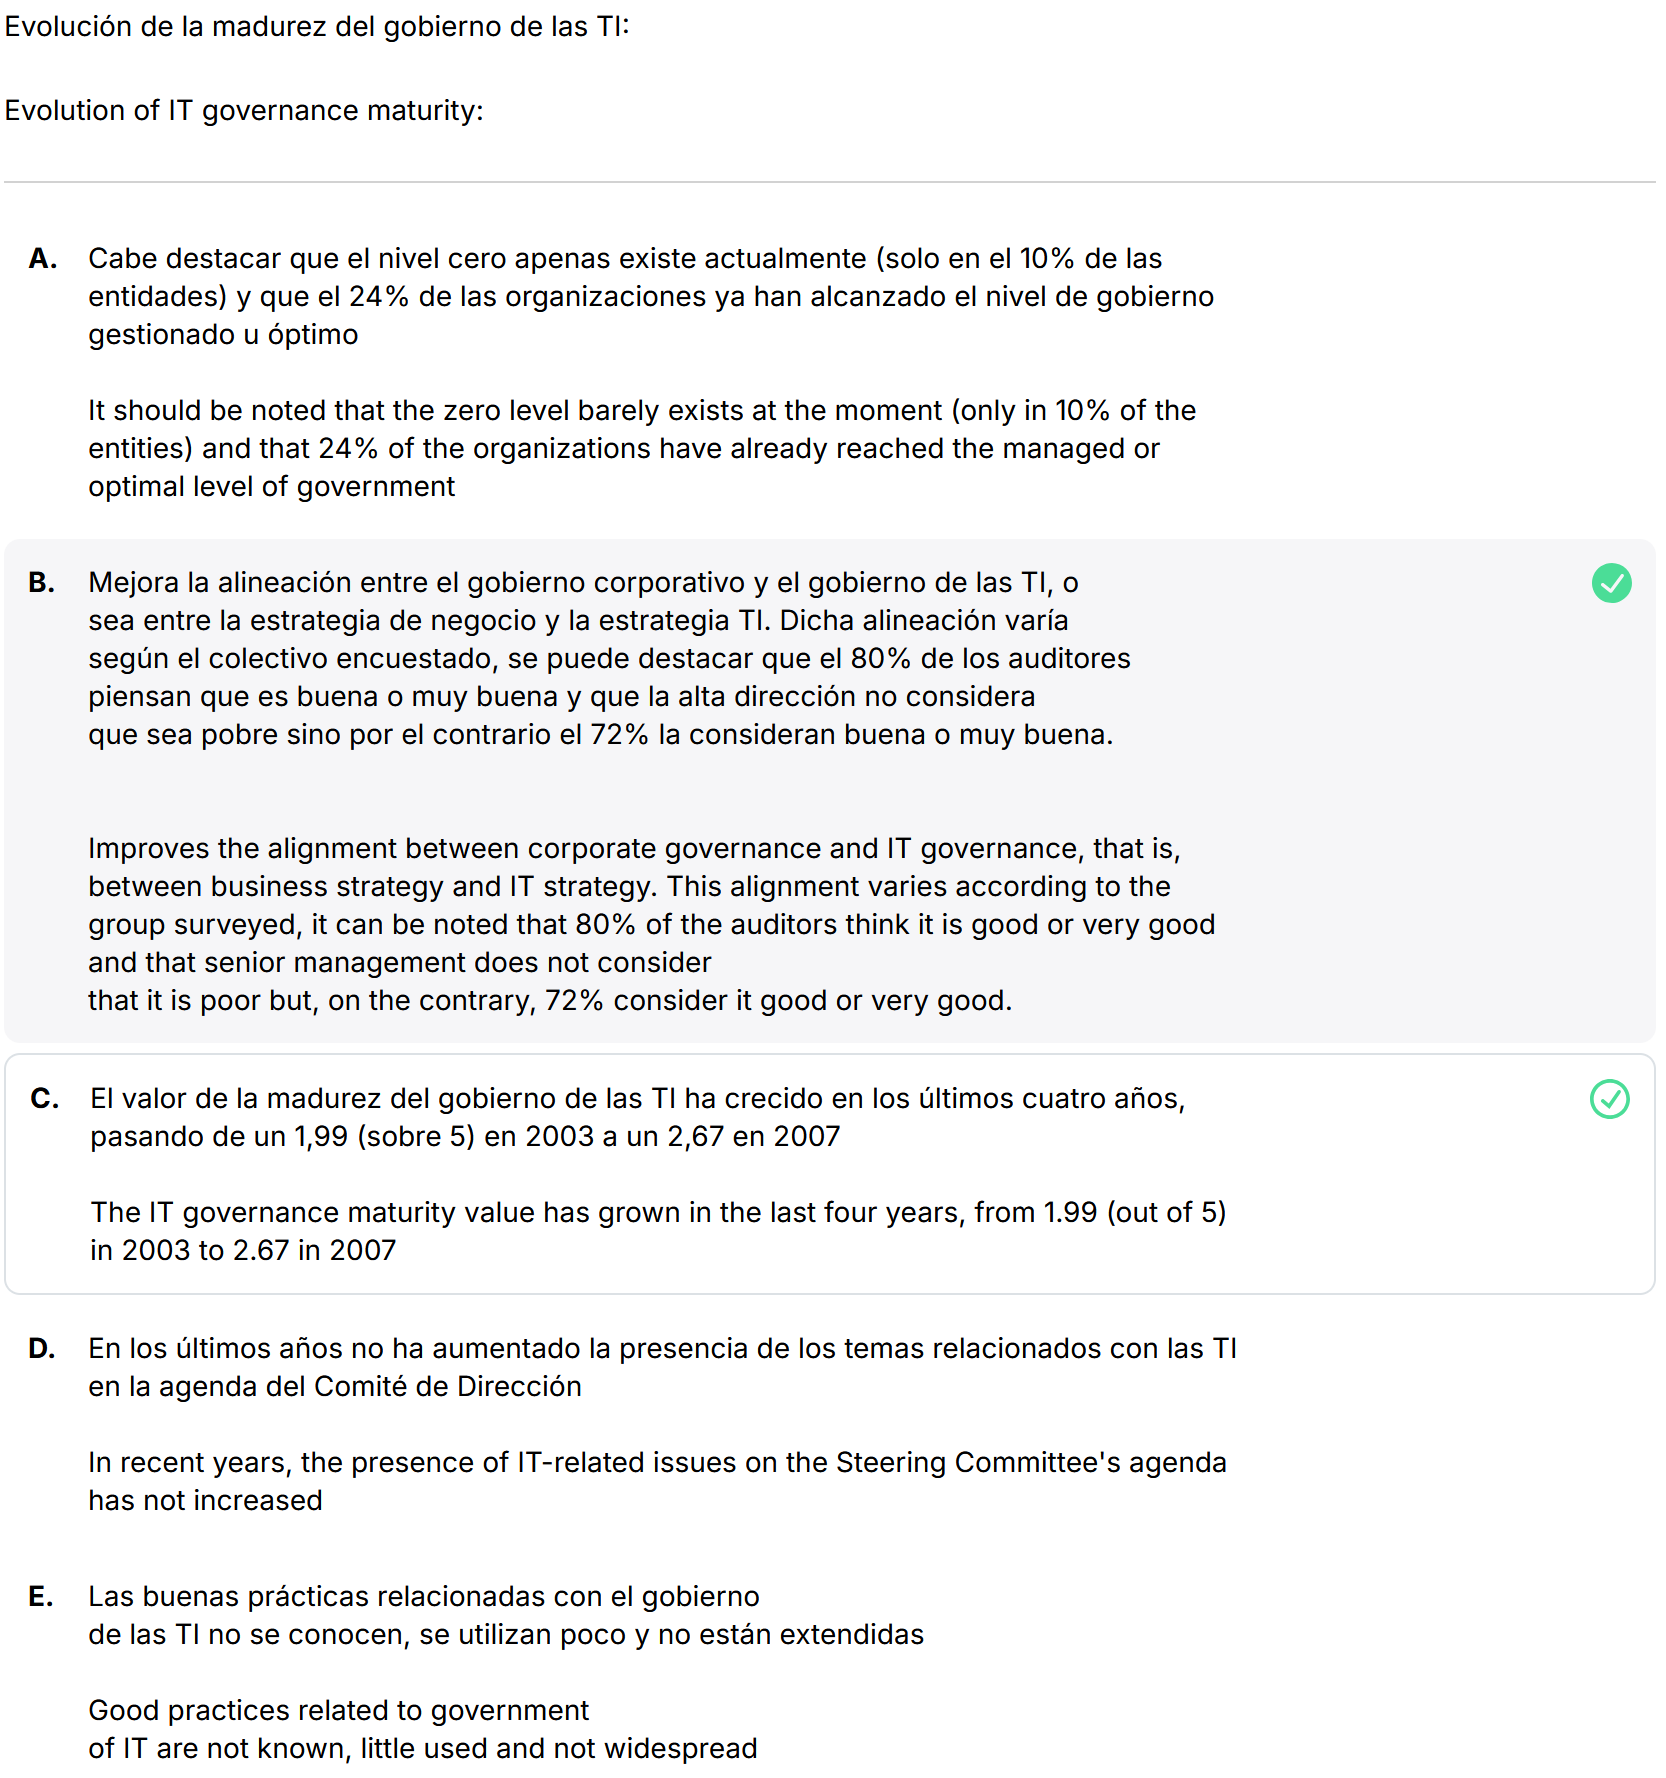 Evolución de la madurez del gobierno de las TI:
Evolution of IT governance maturity:
A. Cabe destacar que el nivel cero apenas existe actualmente (solo en el 10% de las
entidades) y que el 24% de las organizaciones ya han alcanzado el nivel de gobierno
gestionado u óptimo
It should be noted that the zero level barely exists at the moment (only in 10% of the
entities) and that 24% of the organizations have already reached the managed or
optimal level of government
B. Mejora la alineación entre el gobierno corporativo y el gobierno de las TI, o
sea entre la estrategia de negocio y la estrategia TI. Dicha alineación varía
según el colectivo encuestado, se puede destacar que el 80% de los auditores
piensan que es buena o muy buena y que la alta dirección no considera
que sea pobre sino por el contrario el 72% la consideran buena o muy buena.
Improves the alignment between corporate governance and IT governance, that is,
between business strategy and IT strategy. This alignment varies according to the
group surveyed, it can be noted that 80% of the auditors think it is good or very good
and that senior management does not consider
that it is poor but, on the contrary, 72% consider it good or very good.
C. El valor de la madurez del gobierno de las TI ha crecido en los últimos cuatro años,
pasando de un 1,99 (sobre 5) en 2003 a un 2,67 en 2007
The IT governance maturity value has grown in the last four years, from 1.99 (out of 5)
in 2003 to 2.67 in 2007
D. En los últimos años no ha aumentado la presencia de los temas relacionados con las TI
en la agenda del Comité de Dirección
In recent years, the presence of IT-related issues on the Steering Committee's agenda
has not increased
E. Las buenas prácticas relacionadas con el gobierno
de las TI no se conocen, se utilizan poco y no están extendidas
Good practices related to government
of IT are not known, little used and not widespread